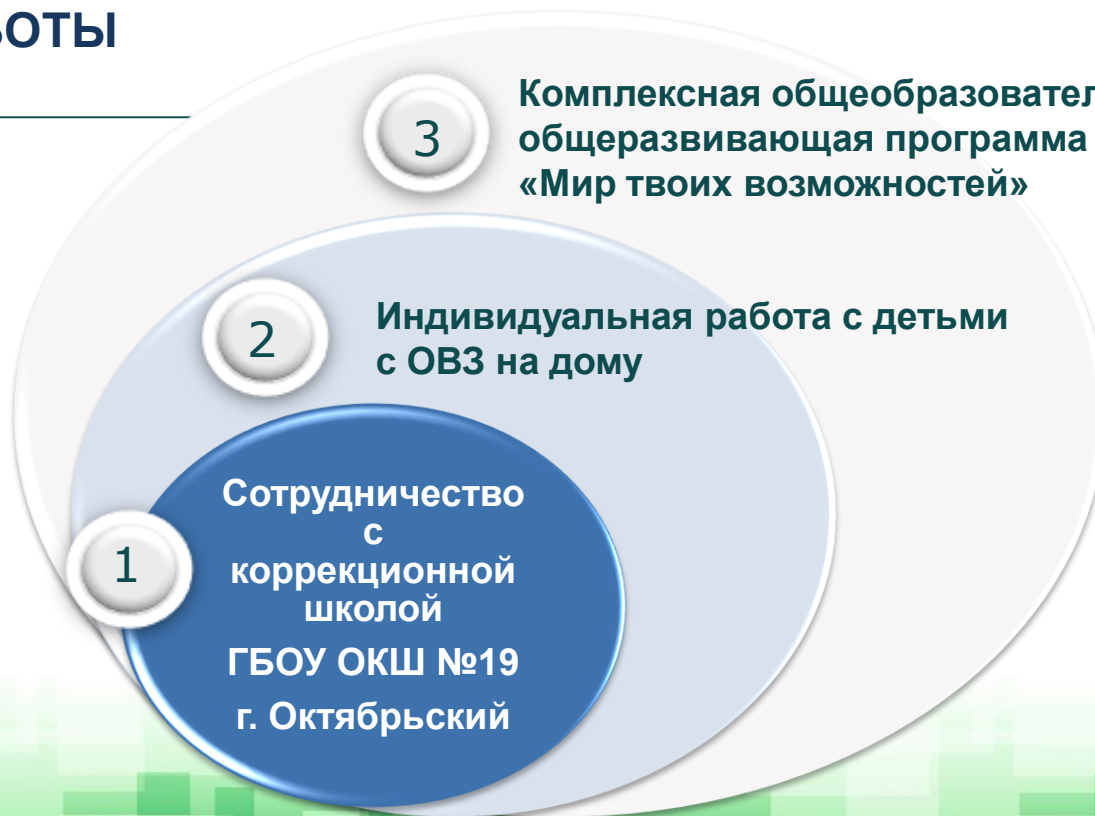 БОТЫ
3
Комплексная общеобразовател
общеразвивающая программа
«Мир твоих возможностей»
2
Индивидуальная работа с детьми
с ОВЗ на дому
1
Сотрудничество
с
коррекционной
школой
ГБОУ ОКШ №19
г. Октябрьский